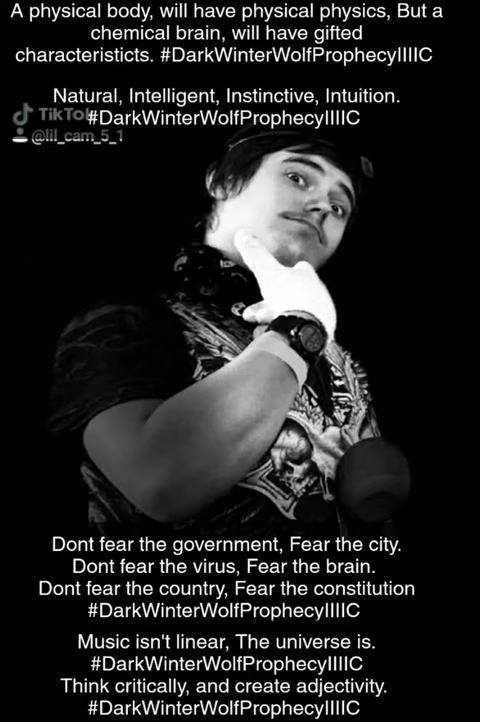 A physical body, will have physical physics, But a
chemical brain, will have gifted
characteristicts. #DarkWinterWolfProphecyIIIIC
Natural, Intelligent, Instinctive, Intuition.
#DarkWinterWolfProphecyIIIIC
TikTok
@lil_cam_5_1
Dont fear the government, Fear the city.
Dont fear the virus, Fear the brain.
Dont fear the country, Fear the constitution
#DarkWinterWolfProphecyIIIIC
Music isn't linear, The universe is.
#DarkWinterWolfProphecyIIIIC
Think critically, and create adjectivity.
#DarkWinterWolfProphecyIIIIC